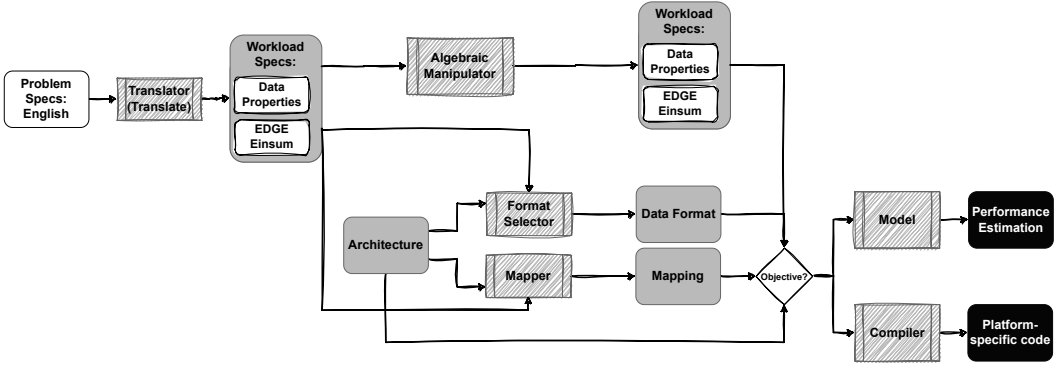 Problem
Specs:
English
Translator
(Translate)
Workload
Specs:
Data
Properties
EDGE
Einsum
Algebraic
Manipulator
Workload
Specs:
Data
Properties
EDGE
Einsum
Architecture
Format
Selector
Mapper
Data Format
Mapping
Objective?
Model
Compiler
Performance
Estimation
Platform-
specific code